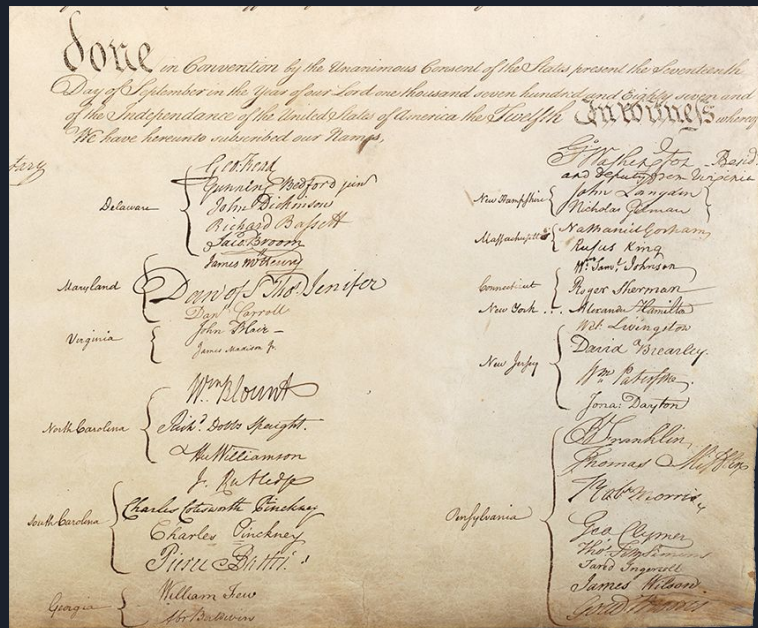 done in Convention by the Unanimous Consent of the States present the Seventeenth
Day of September in the Year of our Lord one thousand seven hundred and Eighty seven and
of the Independance of the United States of America the Twelfth In witness whereof
We have hereunto subscribed our Names,
Delaware
Geo: Read
Gunning Bedford jun
John Dickinson
Richard Bassett
Jaco: Broom
Maryland
James McHenry
Dan of St Thos. Jenifer
Danl Carroll
Virginia
John Blair –
James Madison Jr.
North Carolina
Wm Blount
Richd. Dobbs Spaight.
Hu Williamson
South Carolina
J. Rutledge
Charles Cotesworth Pinckney
Charles Pinckney
Pierce Butler.
Georgia
William Few
Abr Baldwin
Go. Washington
and deputy from Virginia
New Hampshire
John Langdon
Nicholas Gilman
Massachusetts
Nathaniel Gorham
Rufus King
Connecticut
Wm. Saml. Johnson
Roger Sherman
New York . . .
Alexander Hamilton
New Jersey
Wil: Livingston
David Brearley.
Wm. Paterson.
Jona: Dayton
Pensylvania
B Franklin
Thomas Mifflin
Robt Morris
Geo. Clymer
Thos. FitzSimons
Jared Ingersoll
James Wilson
Gouv Morris